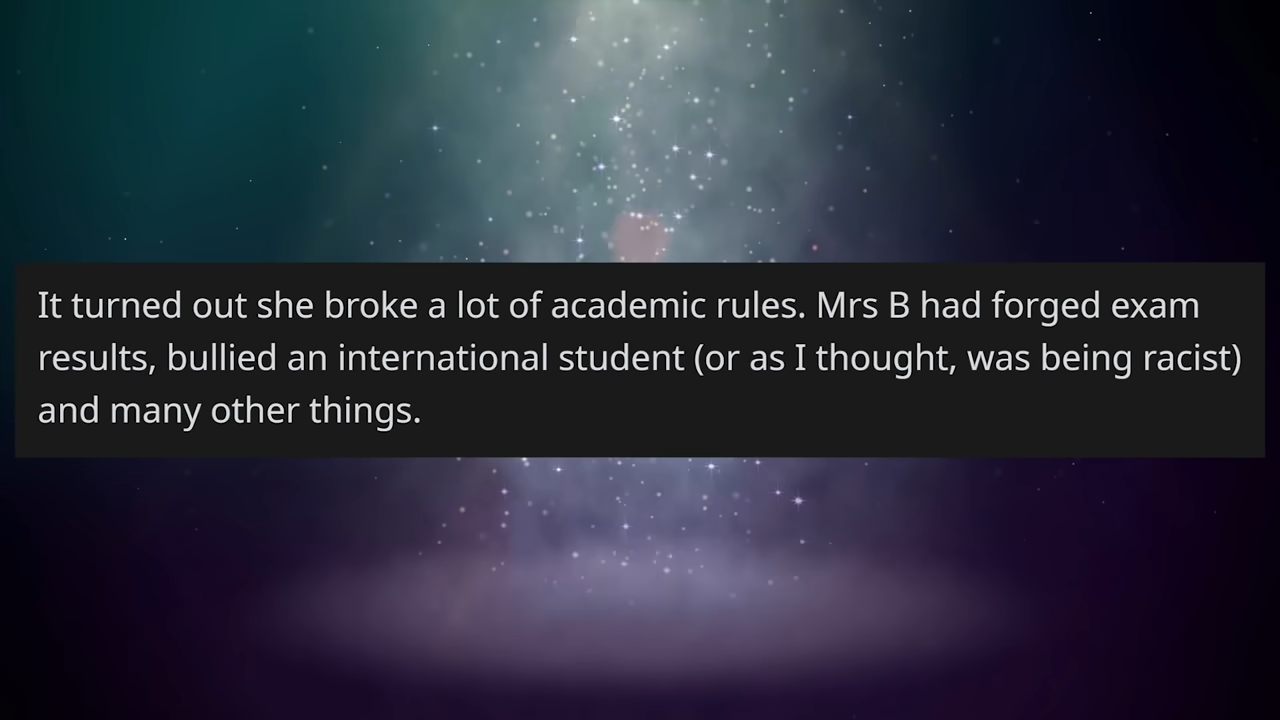 It turned out she broke a lot of academic rules. Mrs B had forged exam
results, bullied an international student (or as I thought, was being racist)
and many other things.